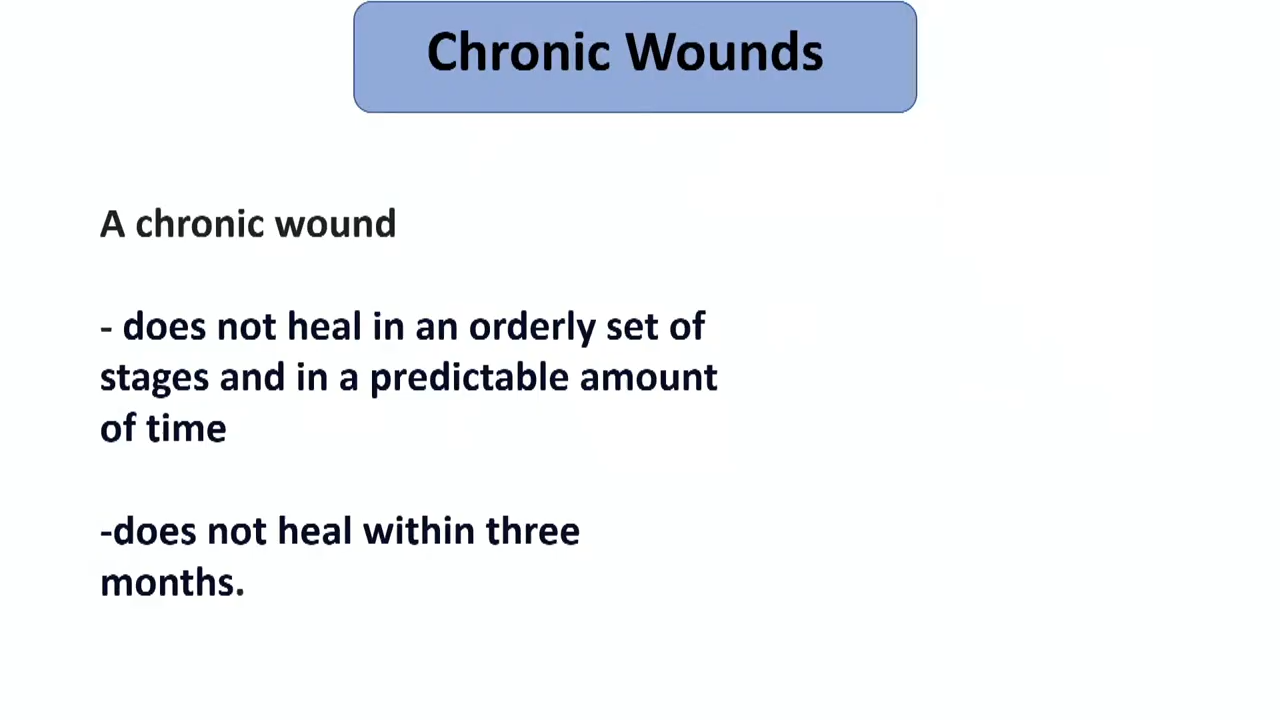 Chronic Wounds
A chronic wound
- does not heal in an orderly set of
stages and in a predictable amount
of time
-does not heal within three
months.